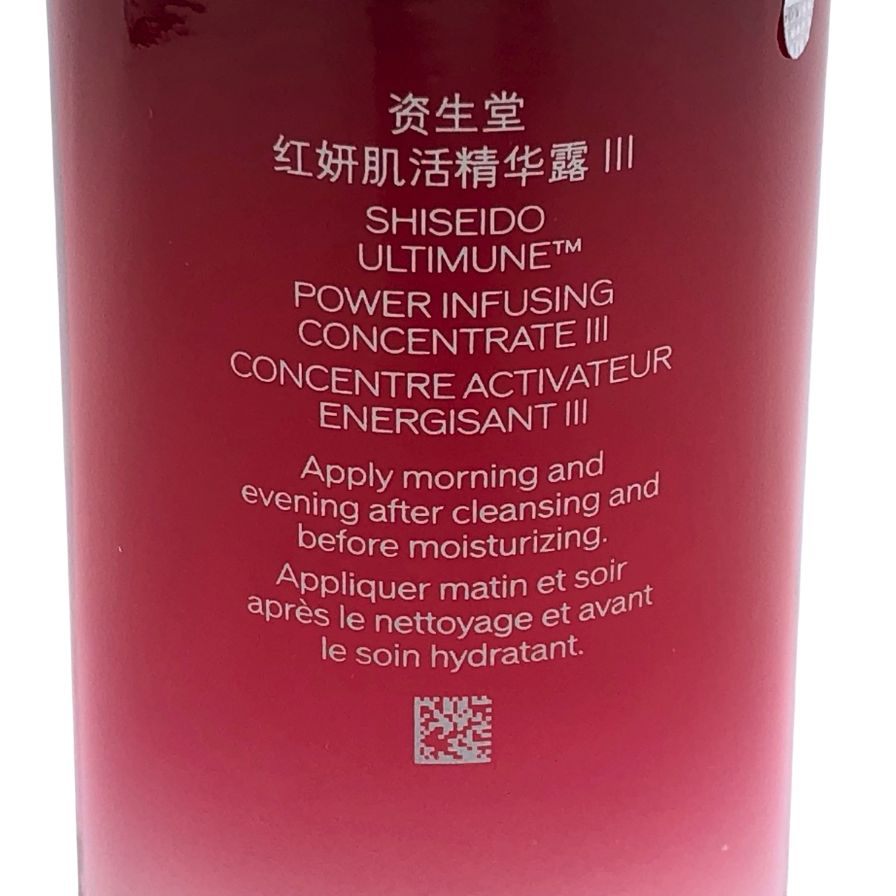 资生堂
红妍肌活精华露 III
SHISEIDO
ULTIMUNE™
POWER INFUSING
CONCENTRATE III
CONCENTRE ACTIVATEUR
ENERGISANT III
Apply morning and
evening after cleansing and
before moisturizing.
Appliquer matin et soir
après le nettoyage et avant
le soin hydratant.